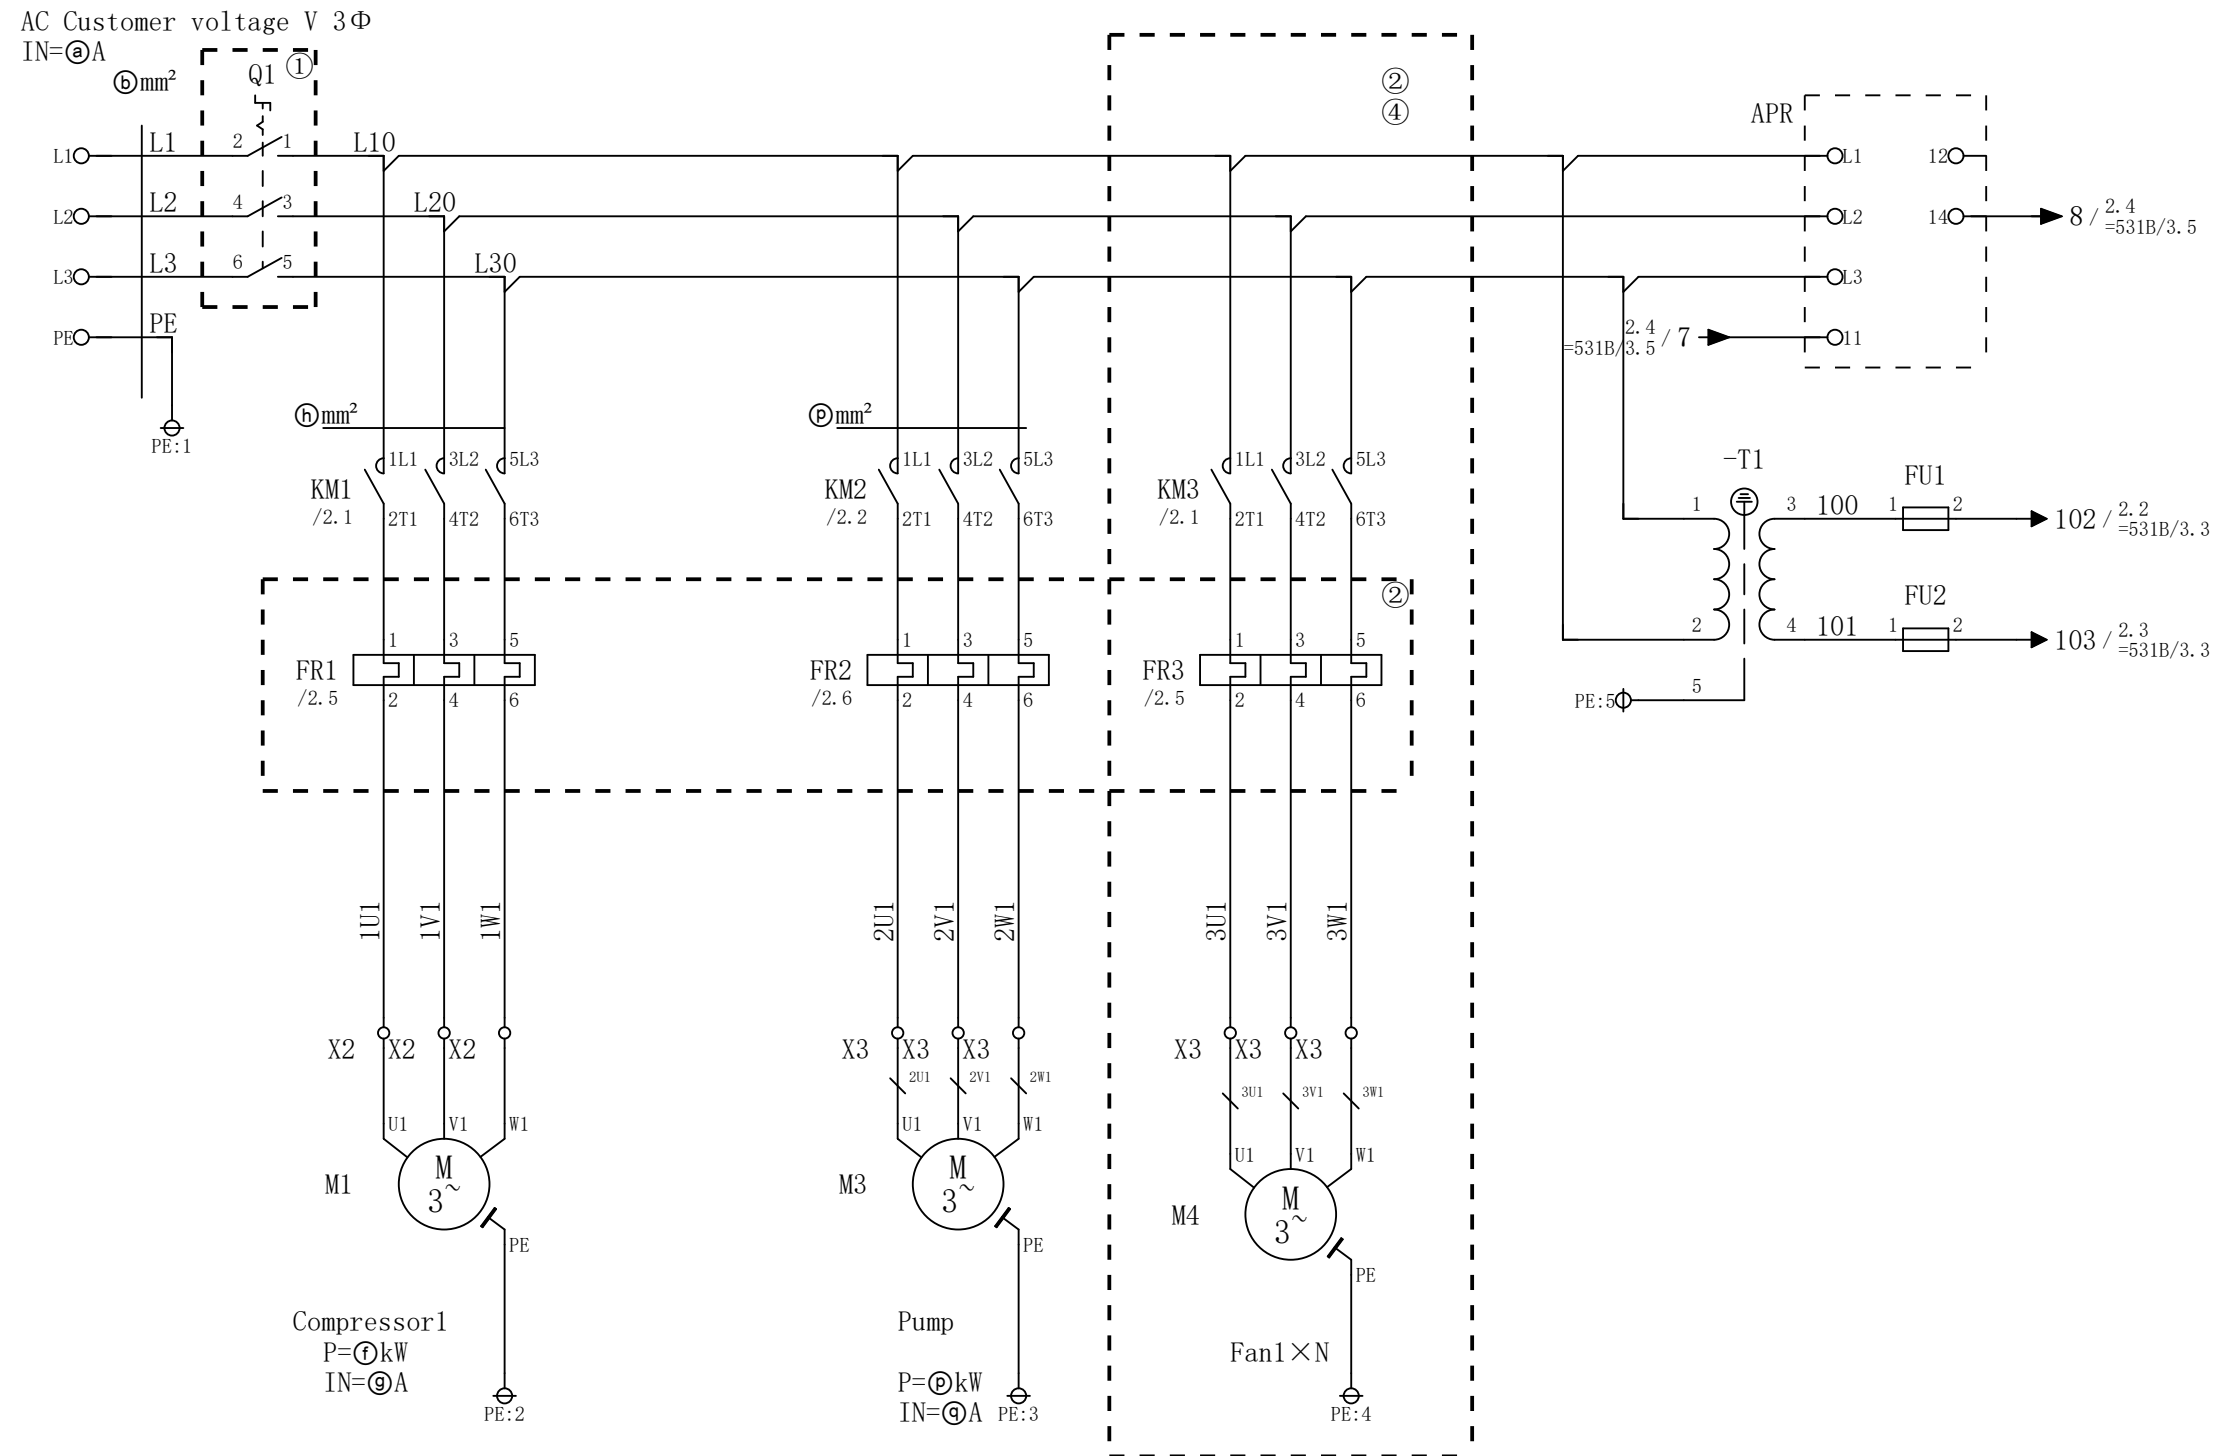 AC Customer voltage V 3Φ
IN=ⓐA
ⓑmm²
Q1 ①
②
④
APR
L1 L1 2 1 L10 L1 12
L2 L2 4 3 L20 L2 14 8 / 2.4
=531B/3.5
L3 L3 6 5 L30 L3
PE PE 2.4
=531B/3.5 / 7 11
ⓗmm² ⓟmm²
PE:1
1L1 3L2 5L3 1L1 3L2 5L3 1L1 3L2 5L3
-T1 FU1
KM1 KM2 KM3
/2.1 /2.2 /2.1
2T1 4T2 6T3 2T1 4T2 6T3 2T1 4T2 6T3
1 3 100 1 2 102 / 2.2
=531B/3.3
② FU2
1 3 5 1 3 5 1 3 5
2 4 101 1 2 103 / 2.3
=531B/3.3
FR1 FR2 FR3
/2.5 /2.6 /2.5
2 4 6 2 4 6 2 4 6
PE:5 5
1U1 1V1 1W1 2U1 2V1 2W1 3U1 3V1 3W1
X2 X2 X2 X3 X3 X3 X3 X3 X3
2U1 2V1 2W1 3U1 3V1 3W1
U1 V1 W1 U1 V1 W1 U1 V1 W1
M1 M 3~ M3 M 3~ M4 M 3~
PE PE PE
Compressor1 Pump
P=ⓕkW Fan1×N
IN=ⓖA P=ⓟkW
IN=ⓠA
PE:2 PE:3 PE:4